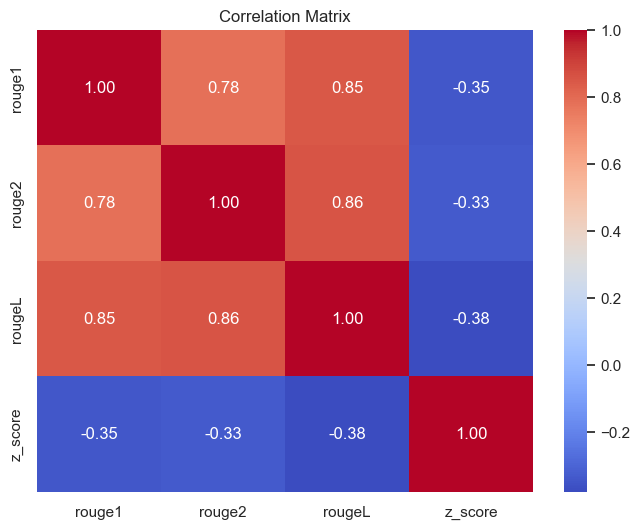 Correlation Matrix
rouge1 1.00 0.78 0.85 -0.35
rouge2 0.78 1.00 0.86 -0.33
rougeL 0.85 0.86 1.00 -0.38
z_score -0.35 -0.33 -0.38 1.00
rouge1 rouge2 rougeL z_score
1.0
0.8
0.6
0.4
0.2
0.0
−0.2